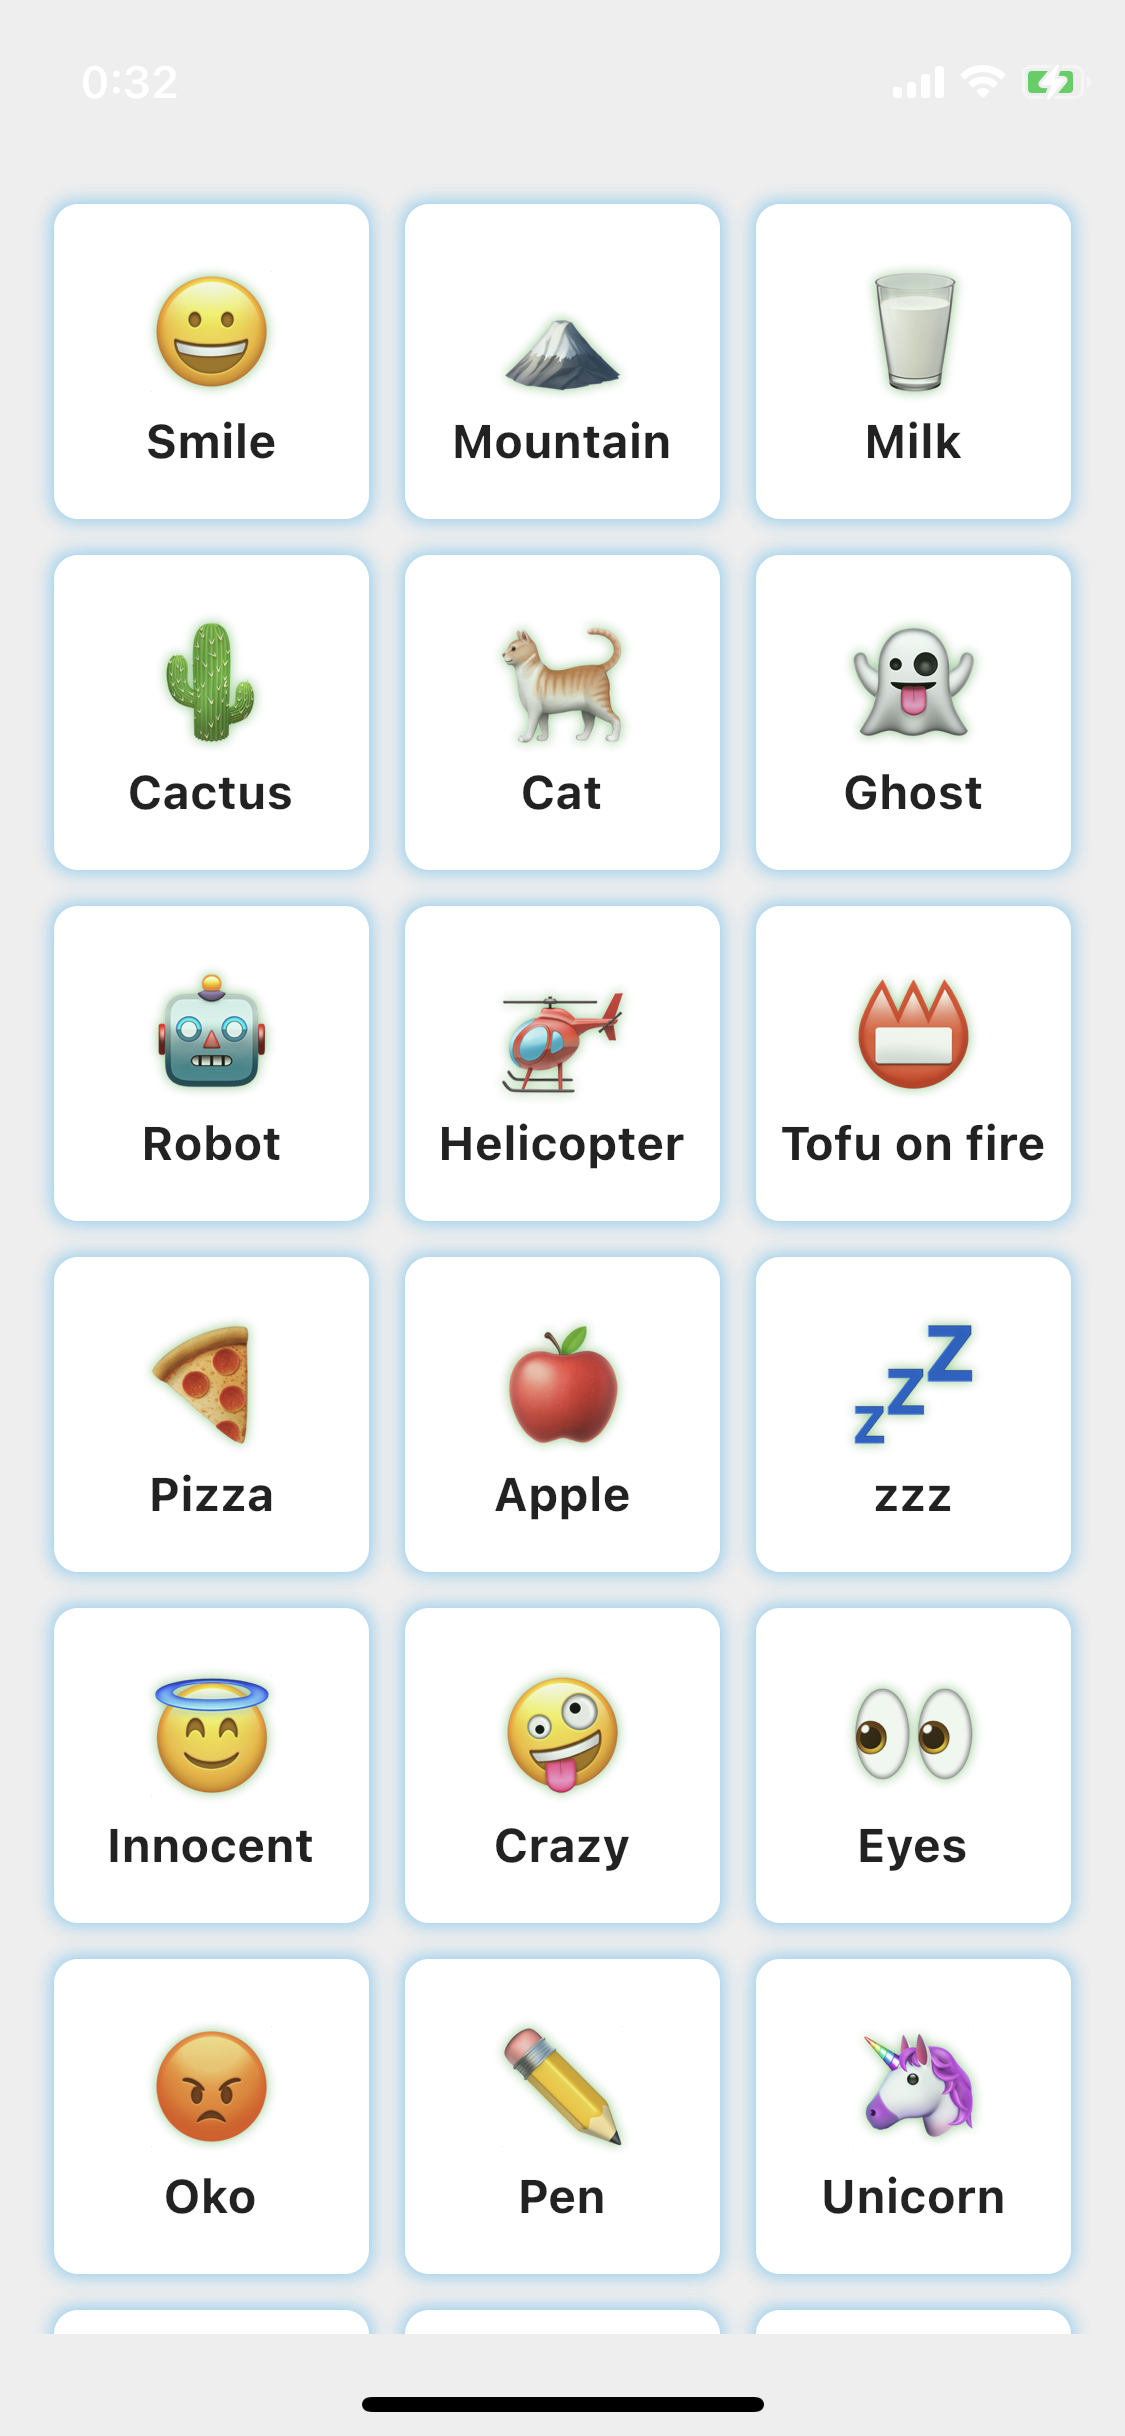 0:32
Smile
Mountain
Milk
Cactus
Cat
Ghost
Robot
Helicopter
Tofu on fire
Pizza
Apple
zzz
Innocent
Crazy
Eyes
Oko
Pen
Unicorn